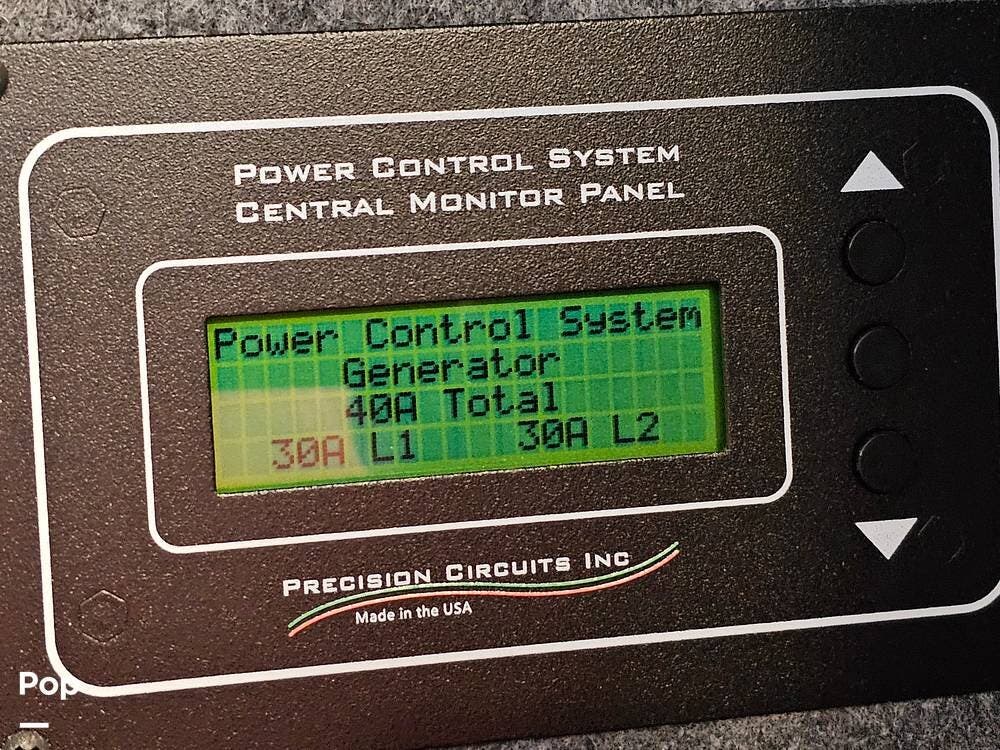 POWER CONTROL SYSTEM
CENTRAL MONITOR PANEL
Power Control System
Generator
40A Total
30A L1 30A L2
PRECISION CIRCUITS INC
Made in the USA
Pop